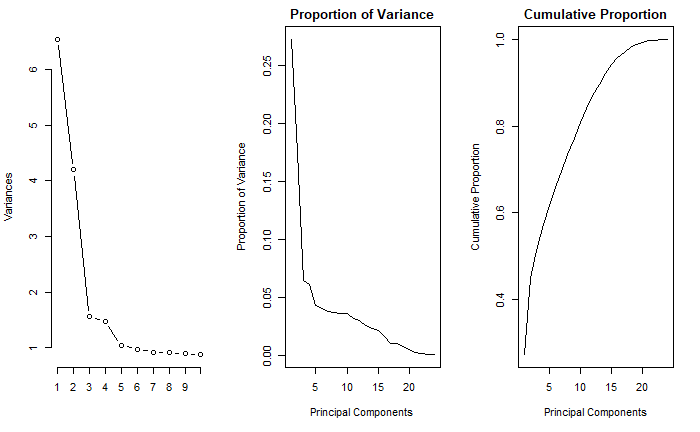 Variances
1 2 3 4 5 6
1 2 3 4 5 6 7 8 9
Proportion of Variance
Proportion of Variance
0.00 0.05 0.10 0.15 0.20 0.25
5 10 15 20
Principal Components
Cumulative Proportion
Cumulative Proportion
0.4 0.6 0.8 1.0
5 10 15 20
Principal Components